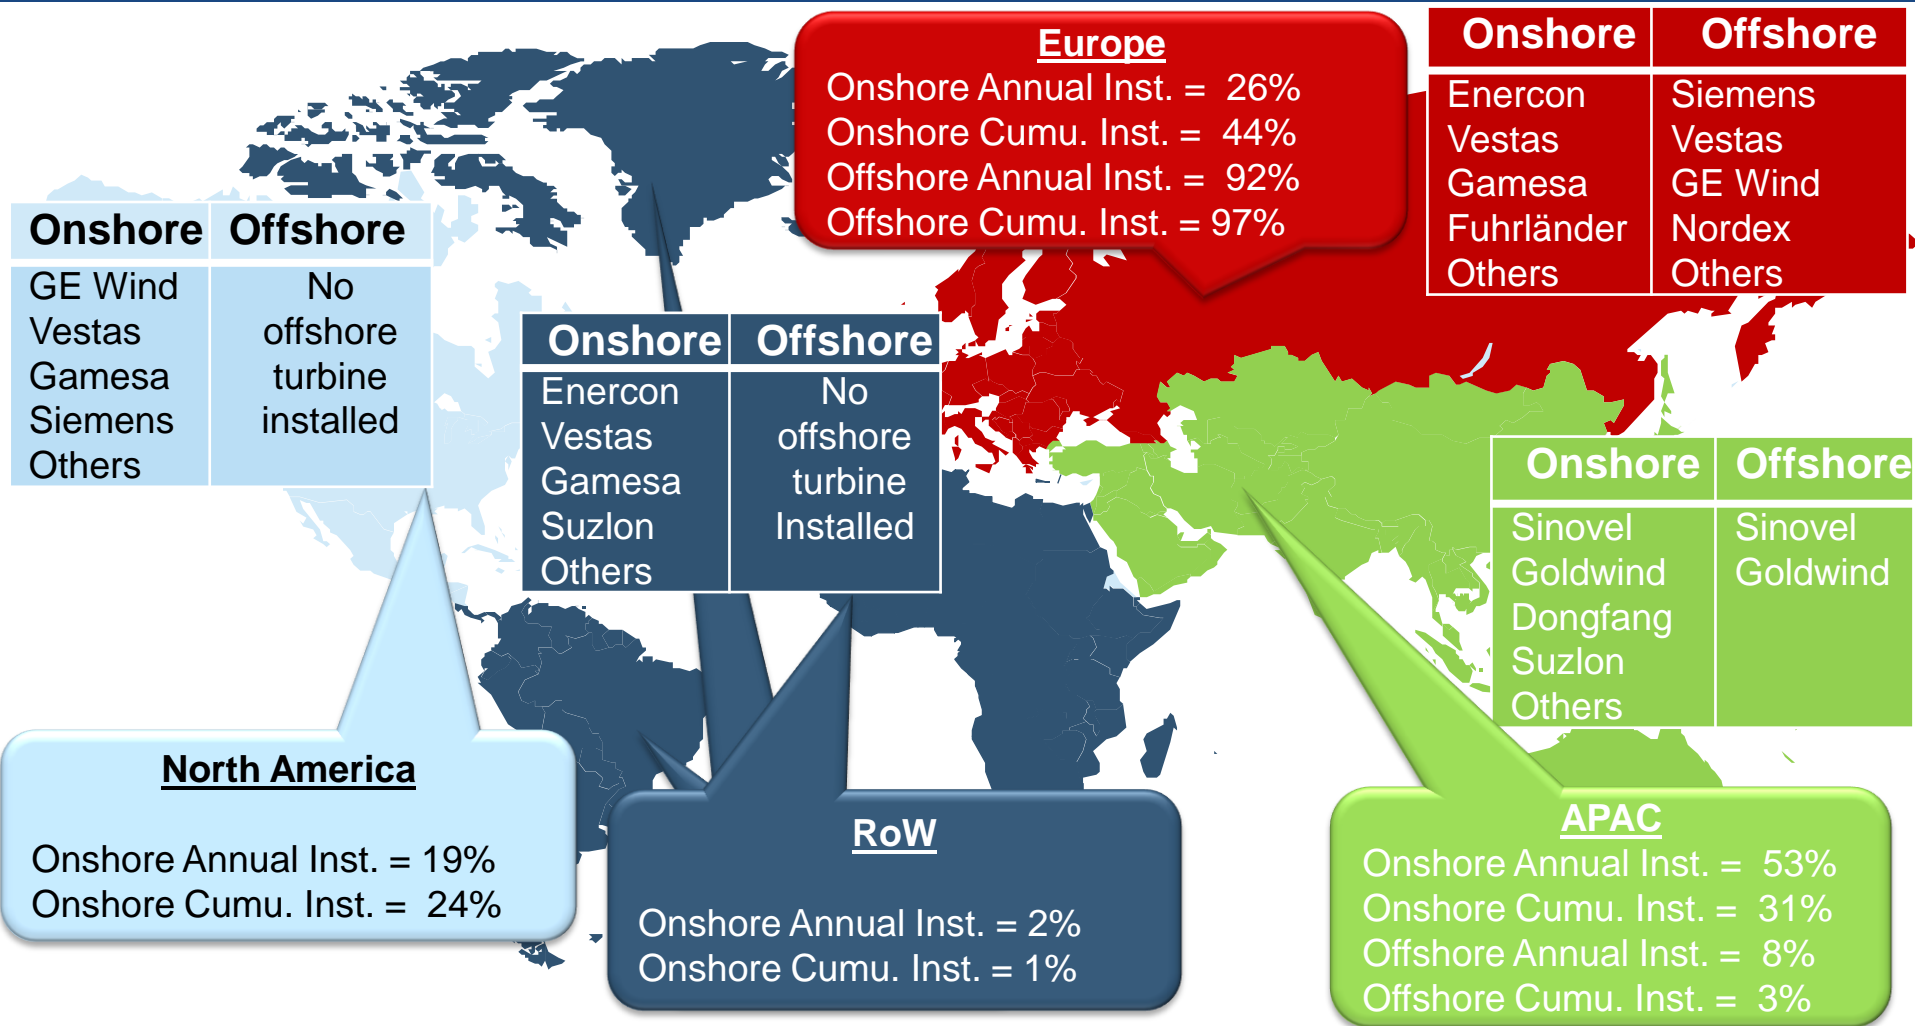 Europe
Onshore Annual Inst. = 26%
Onshore Cumu. Inst. = 44%
Offshore Annual Inst. = 92%
Offshore Cumu. Inst. = 97%
Onshore Offshore
Enercon Siemens
Vestas Vestas
Gamesa GE Wind
Fuhrländer Nordex
Others Others
Onshore Offshore
GE Wind No
Vestas offshore
Gamesa turbine
Siemens installed
Others
Onshore Offshore
Enercon No
Vestas offshore
Gamesa turbine
Suzlon Installed
Others
Onshore Offshore
Sinovel Sinovel
Goldwind Goldwind
Dongfang
Suzlon
Others
North America
Onshore Annual Inst. = 19%
Onshore Cumu. Inst. = 24%
RoW
Onshore Annual Inst. = 2%
Onshore Cumu. Inst. = 1%
APAC
Onshore Annual Inst. = 53%
Onshore Cumu. Inst. = 31%
Offshore Annual Inst. = 8%
Offshore Cumu. Inst. = 3%